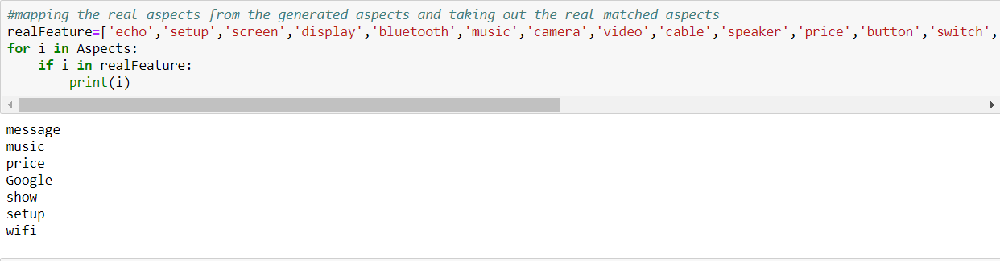 #mapping the real aspects from the generated aspects and taking out the real matched aspects
realFeature=['echo','setup','screen','display','bluetooth','music','camera','video','cable','speaker','price','button','switch',
for i in Aspects:
    if i in realFeature:
        print(i)
message
music
price
Google
show
setup
wifi